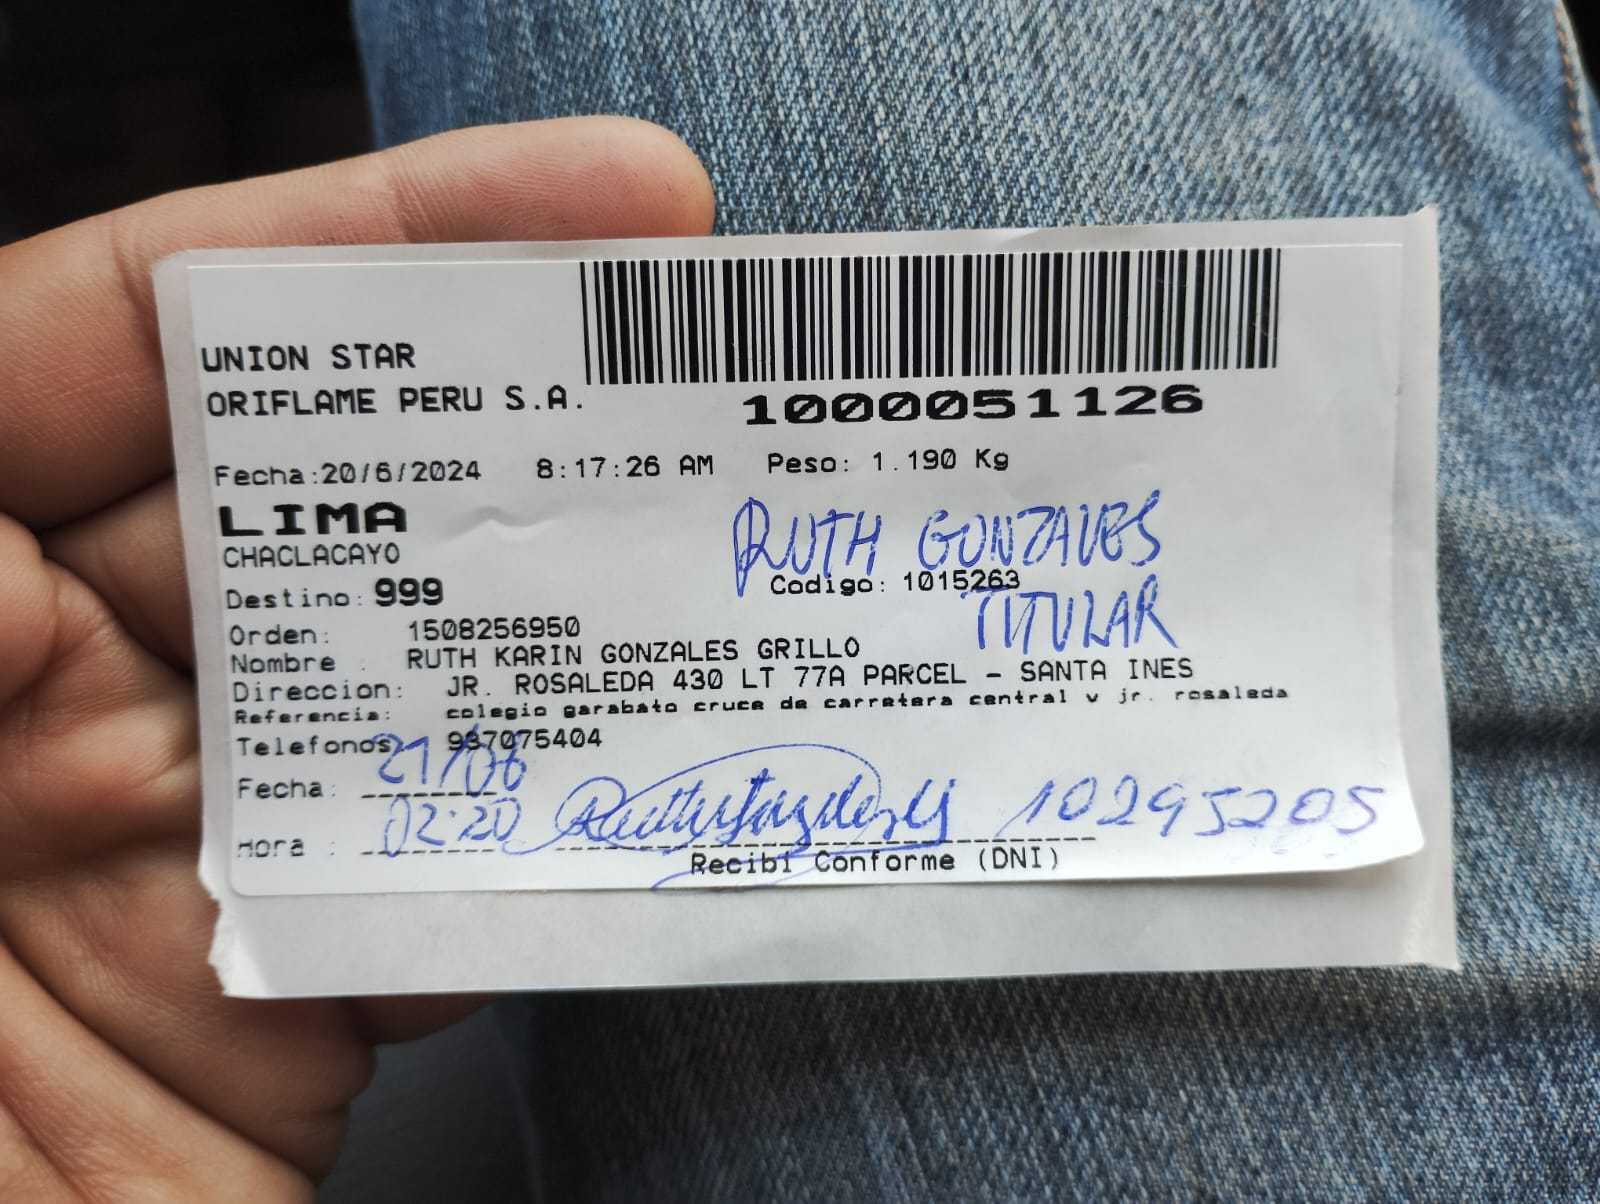 UNION STAR
ORIFLAME PERU S.A.
1000051126
Fecha:20/6/2024 8:17:26 AM Peso: 1.190 Kg
LIMA
CHACLACAYO
RUTH GONZALES
Destino: 999 Codigo: 1015263
TITULAR
Orden: 1508256950
Nombre : RUTH KARIN GONZALES GRILLO
Direccion: JR. ROSALEDA 430 LT 77A PARCEL - SANTA INES
Referencia: colegio garabato cruce de carretera central y jr. rosaleda
Telefonos 937075404
Fecha: 21/06
Hora : 02:20 10295205
Recibi Conforme (DNI)